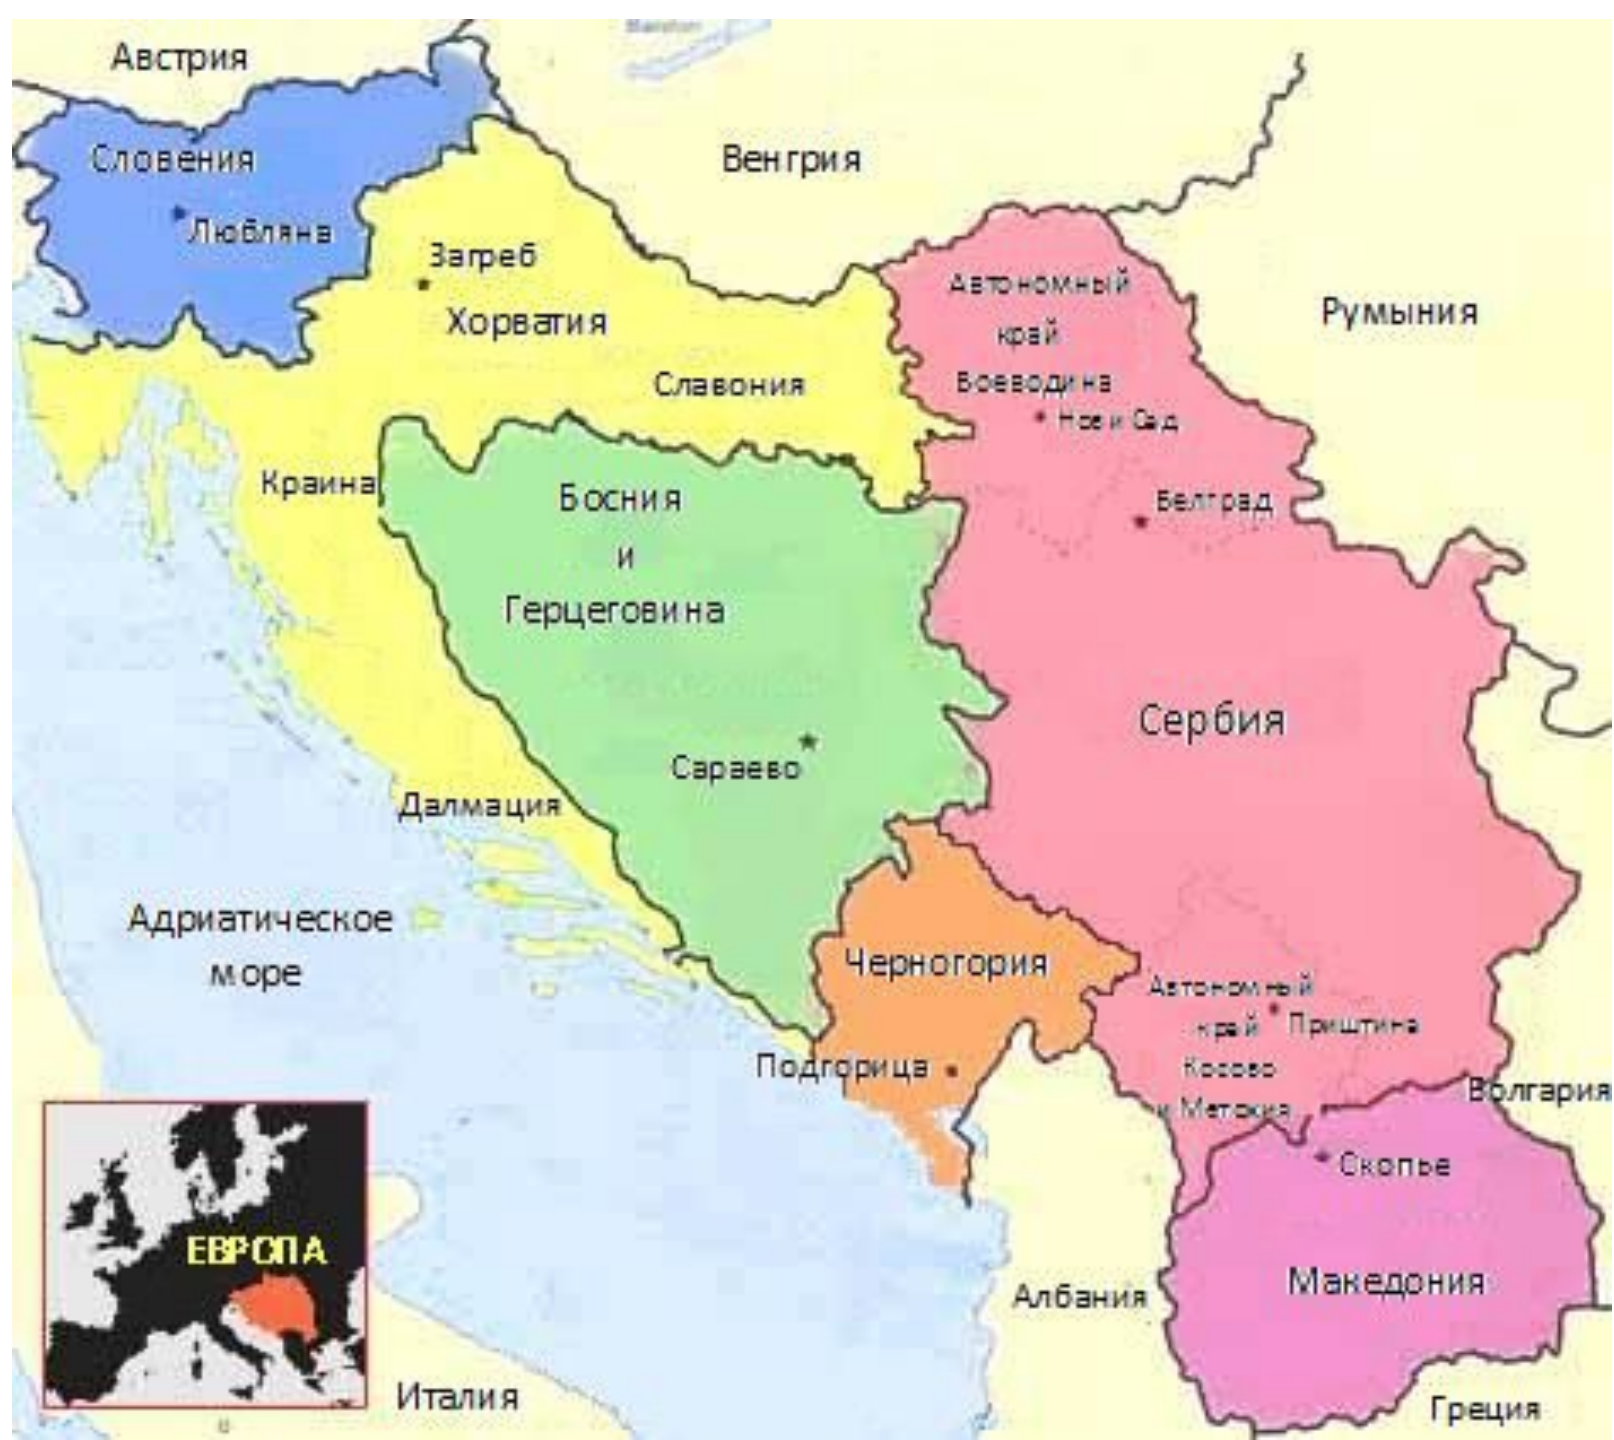 Австрия
Венгрия
Словения
Любляна
Загреб
Хорватия
Славония
Автономный
край
Воеводина
Нови Сад
Румыния
Краина
Босния
и
Герцеговина
Белград
Сербия
Сараево
Далмация
Адриатическое
море
Черногория
Подгорица
Автономный
край
Косово
и Метохия
Приштина
Болгария
Скопье
Македония
Албания
ЕВРОПА
Италия
Греция